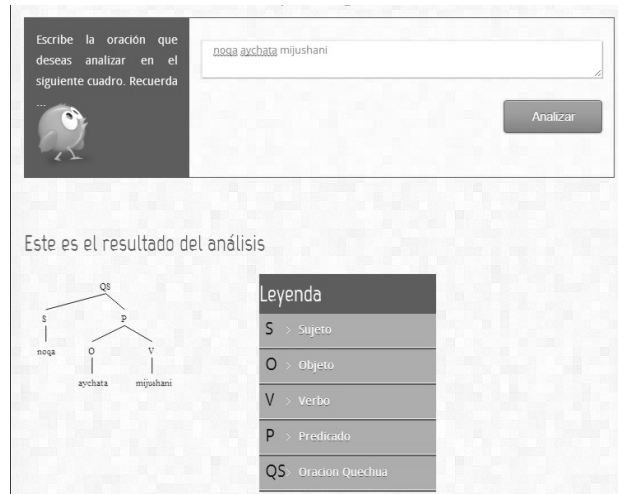 Escribe la oración que
deseas analizar en el
siguiente cuadro. Recuerda
...
noqa aychata mijushani
Analizar
Este es el resultado del análisis
QS
S P
noqa O V
aychata mijushani
Leyenda
S > Sujeto
O > Objeto
V > Verbo
P > Predicado
QS> Oracion Quechua